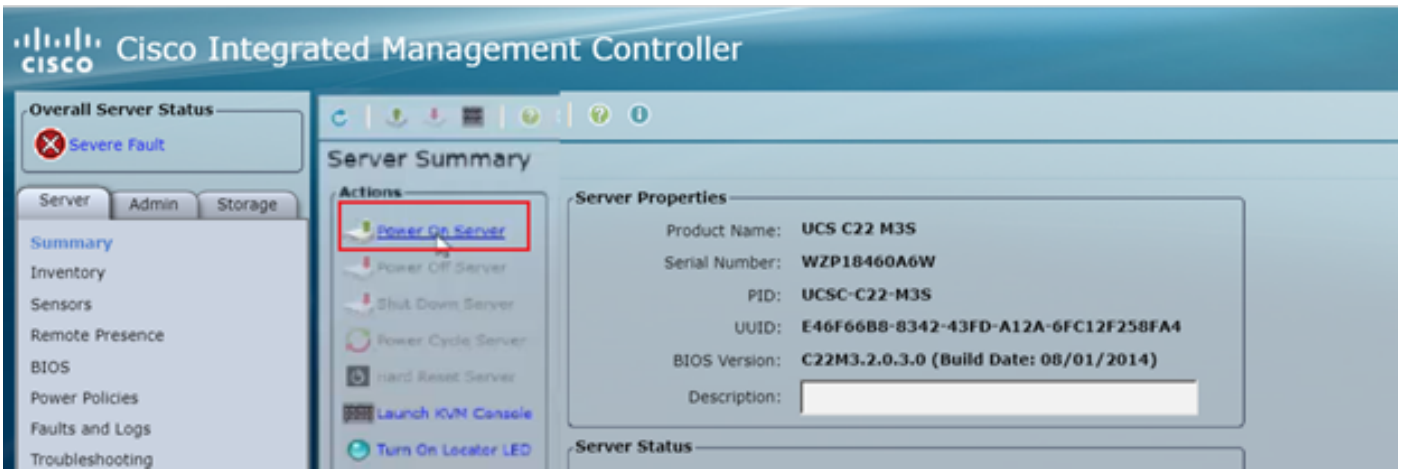 CISCO Cisco Integrated Management Controller
Overall Server Status
Severe Fault
Server Admin Storage
Summary
Inventory
Sensors
Remote Presence
BIOS
Power Policies
Faults and Logs
Troubleshooting
Server Summary
Actions
Power On Server
Power Off Server
Shut Down Server
Power Cycle Server
Hard Reset Server
Launch KVM Console
Turn On Locator LED
Server Properties
Product Name: UCS C22 M3S
Serial Number: WZP18460A6W
PID: UCSC-C22-M3S
UUID: E46F66B8-8342-43FD-A12A-6FC12F258FA4
BIOS Version: C22M3.2.0.3.0 (Build Date: 08/01/2014)
Description:
Server Status